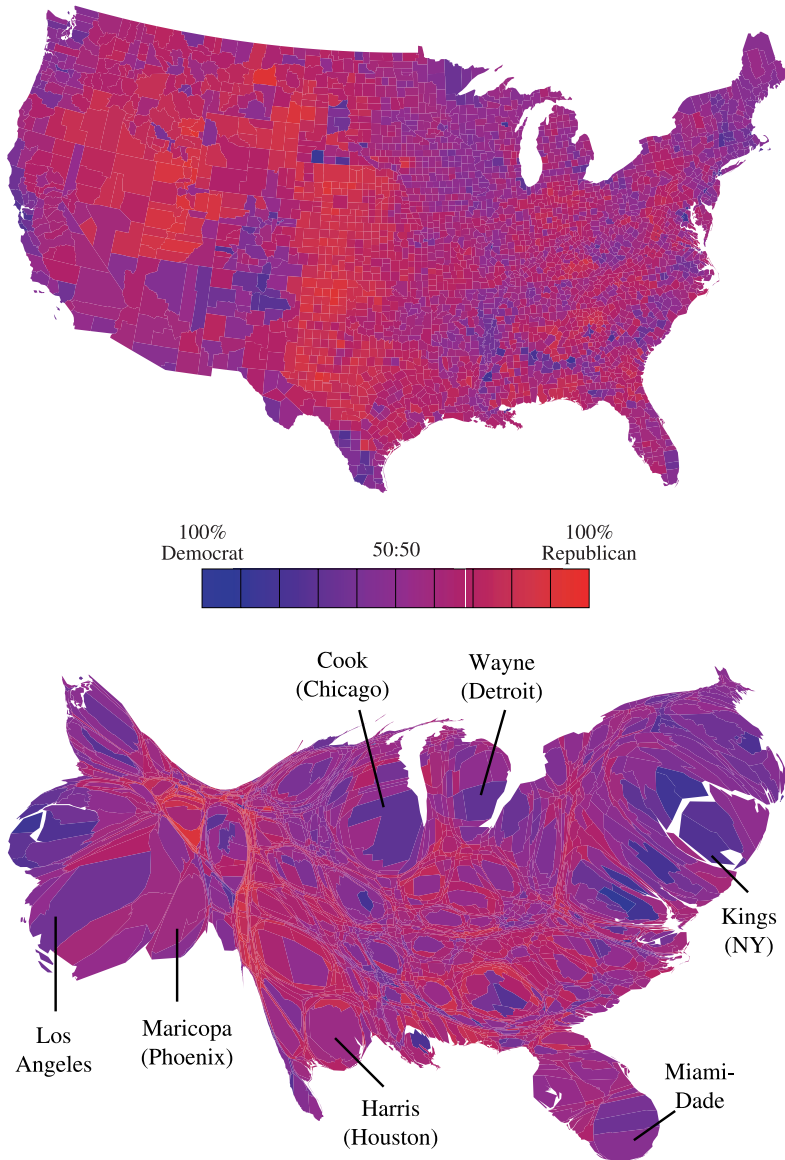 100%
Democrat
50:50
100%
Republican
Cook
(Chicago)
Wayne
(Detroit)
Kings
(NY)
Los
Angeles
Maricopa
(Phoenix)
Harris
(Houston)
Miami-
Dade